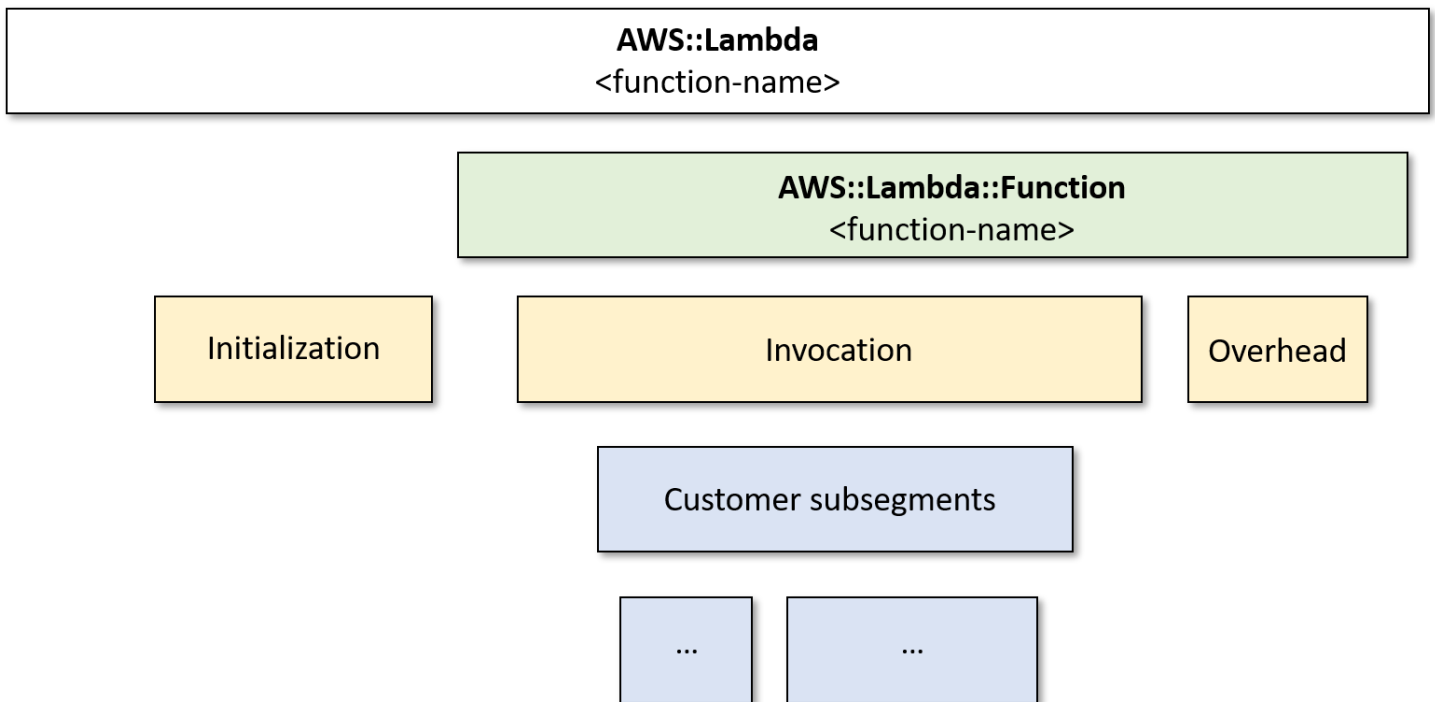 AWS::Lambda
<function-name>
AWS::Lambda::Function
<function-name>
Initialization
Invocation
Overhead
Customer subsegments
...
...